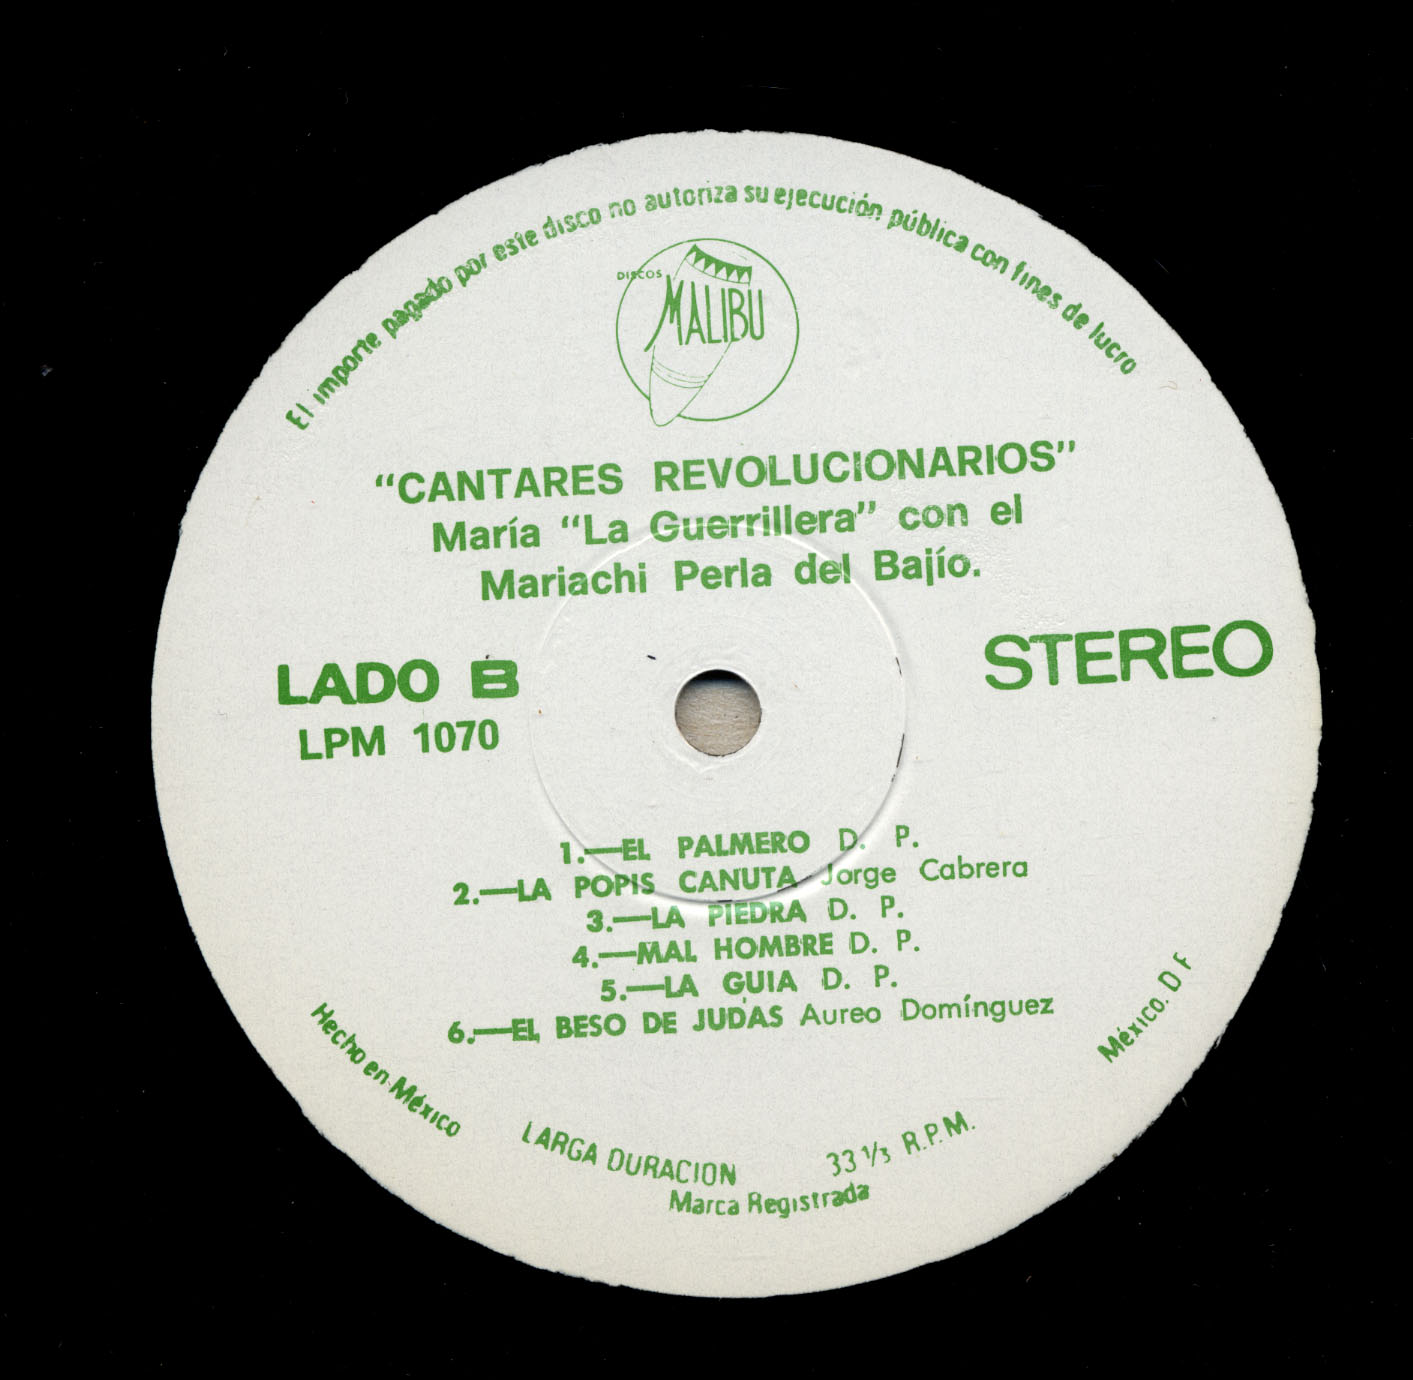 El importe pagado por este disco no autoriza su ejecución pública con fines de lucro
DISCOS
MALIBU
"CANTARES REVOLUCIONARIOS"
María "La Guerrillera" con el
Mariachi Perla del Bajío.
LADO B
STEREO
LPM 1070
1.—EL PALMERO D. P.
2.—LA POPIS CANUTA Jorge Cabrera
3.—LA PIEDRA D. P.
4.—MAL HOMBRE D. P.
5.—LA GUIA D. P.
6.—EL BESO DE JUDAS Aureo Domínguez
Hecho en México
México. D F
LARGA DURACION
33 1/3 R.P.M.
Marca Registrada